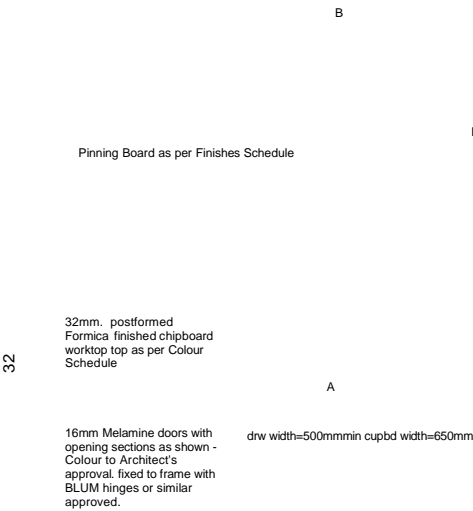 B
Pinning Board as per Finishes Schedule
32mm. postformed
Formica finished chipboard
worktop top as per Colour
Schedule
32
A
16mm Melamine doors with
opening sections as shown -
Colour to Architect's
approval. fixed to frame with
BLUM hinges or similar
approved.
drw width=500mmmin cupbd width=650mm